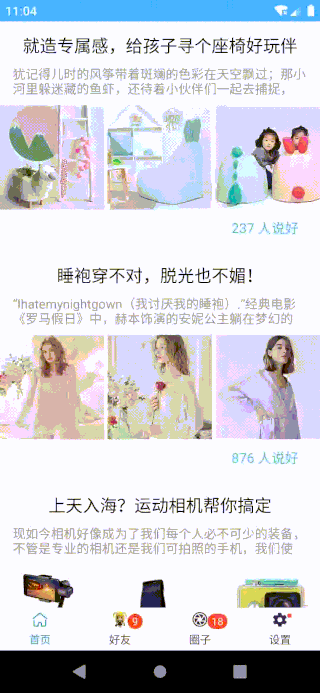 11:04
就造专属感，给孩子寻个座椅好玩伴
犹记得儿时的风筝带着斑斓的色彩在天空飘过；那小
河里躲迷藏的鱼虾，还待着小伙伴们一起去捕捉，
237 人说好
睡袍穿不对，脱光也不媚！
“Ihatemynightgown（我讨厌我的睡袍）.”经典电影
《罗马假日》中，赫本饰演的安妮公主躺在梦幻的
876 人说好
上天入海？运动相机帮你搞定
现如今相机好像成为了我们每个人必不可少的装备，
不管是专业的相机还是我们可拍照的手机，我们使
9
18
首页
好友
圈子
设置